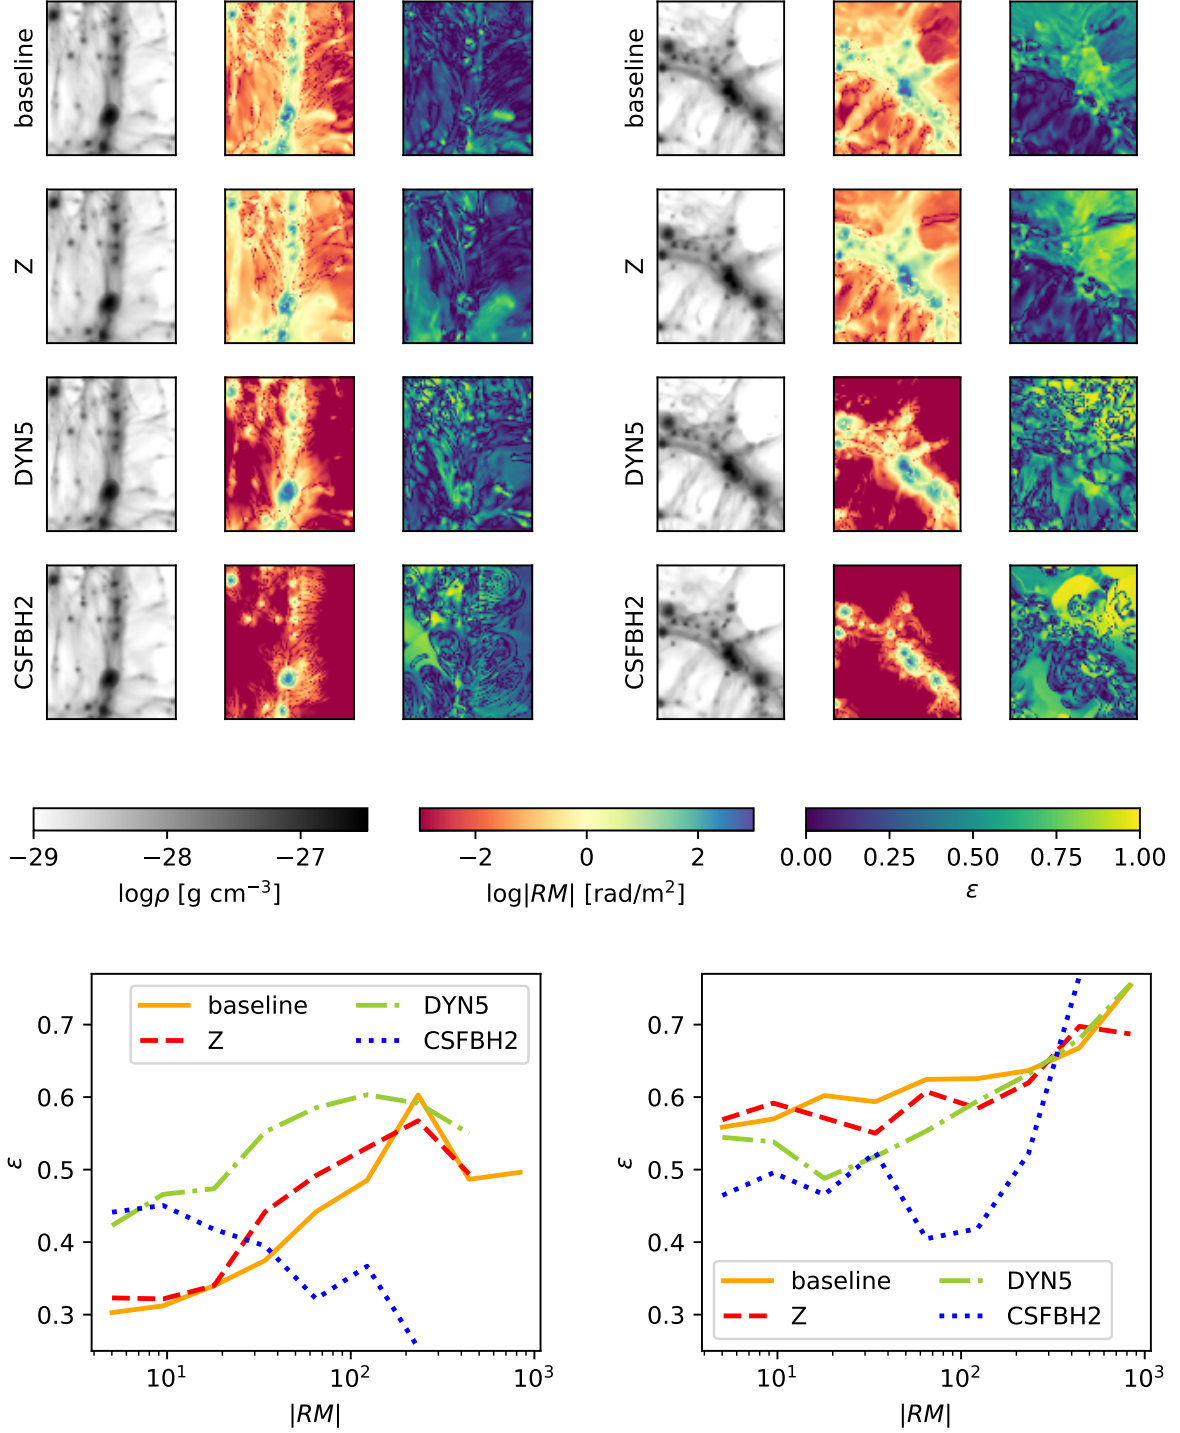 baseline
baseline
Z
Z
DYN5
DYN5
CSFBH2
CSFBH2
−29 −28 −27
logρ [g cm⁻³]
−2 0 2
log|RM| [rad/m²]
0.00 0.25 0.50 0.75 1.00
ϵ
baseline DYN5
Z CSFBH2
0.7
0.6
0.5
0.4
0.3
ϵ
10¹ 10² 10³
|RM|
0.7
0.6
0.5
0.4
0.3
ϵ
baseline DYN5
Z CSFBH2
10¹ 10² 10³
|RM|